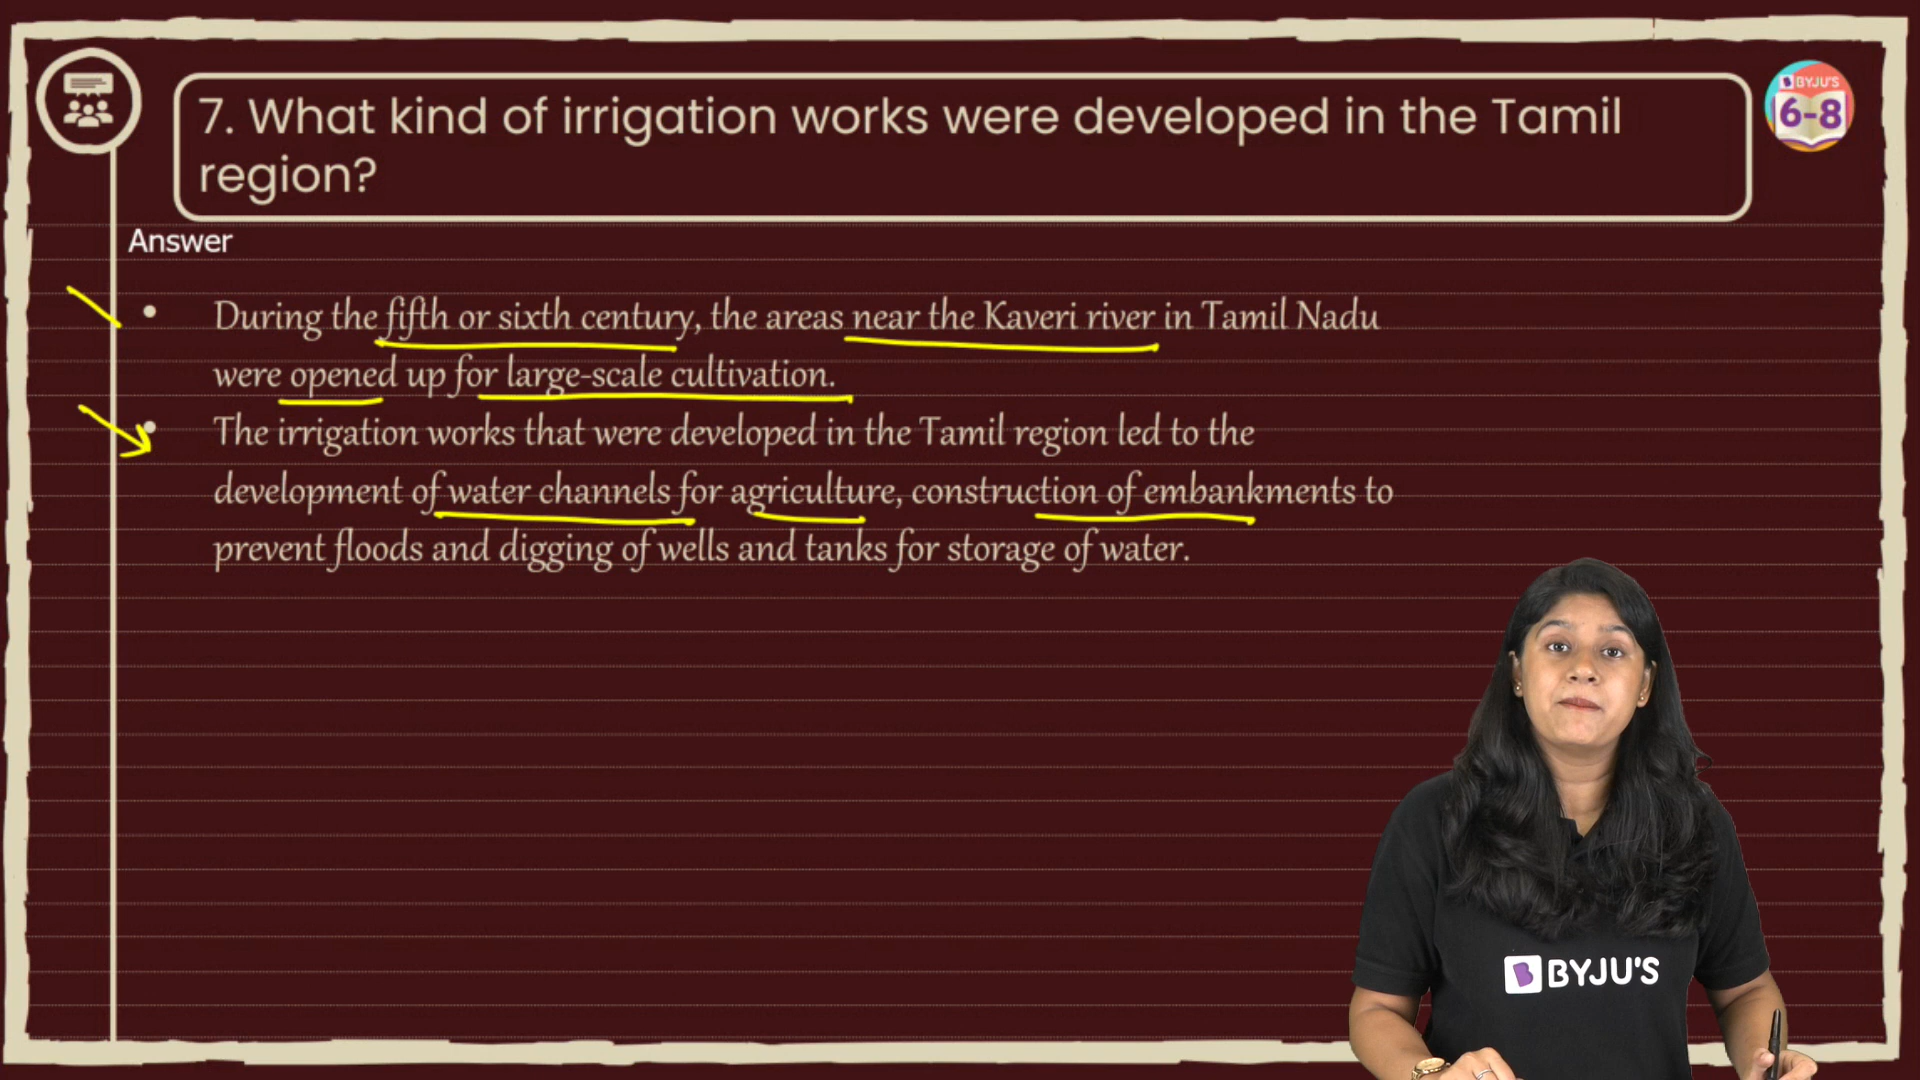 7. What kind of irrigation works were developed in the Tamil
region?
BYJU'S
6-8
Answer
• During the fifth or sixth century, the areas near the Kaveri river in Tamil Nadu
were opened up for large-scale cultivation.
• The irrigation works that were developed in the Tamil region led to the
development of water channels for agriculture, construction of embankments to
prevent floods and digging of wells and tanks for storage of water.
BYJU'S